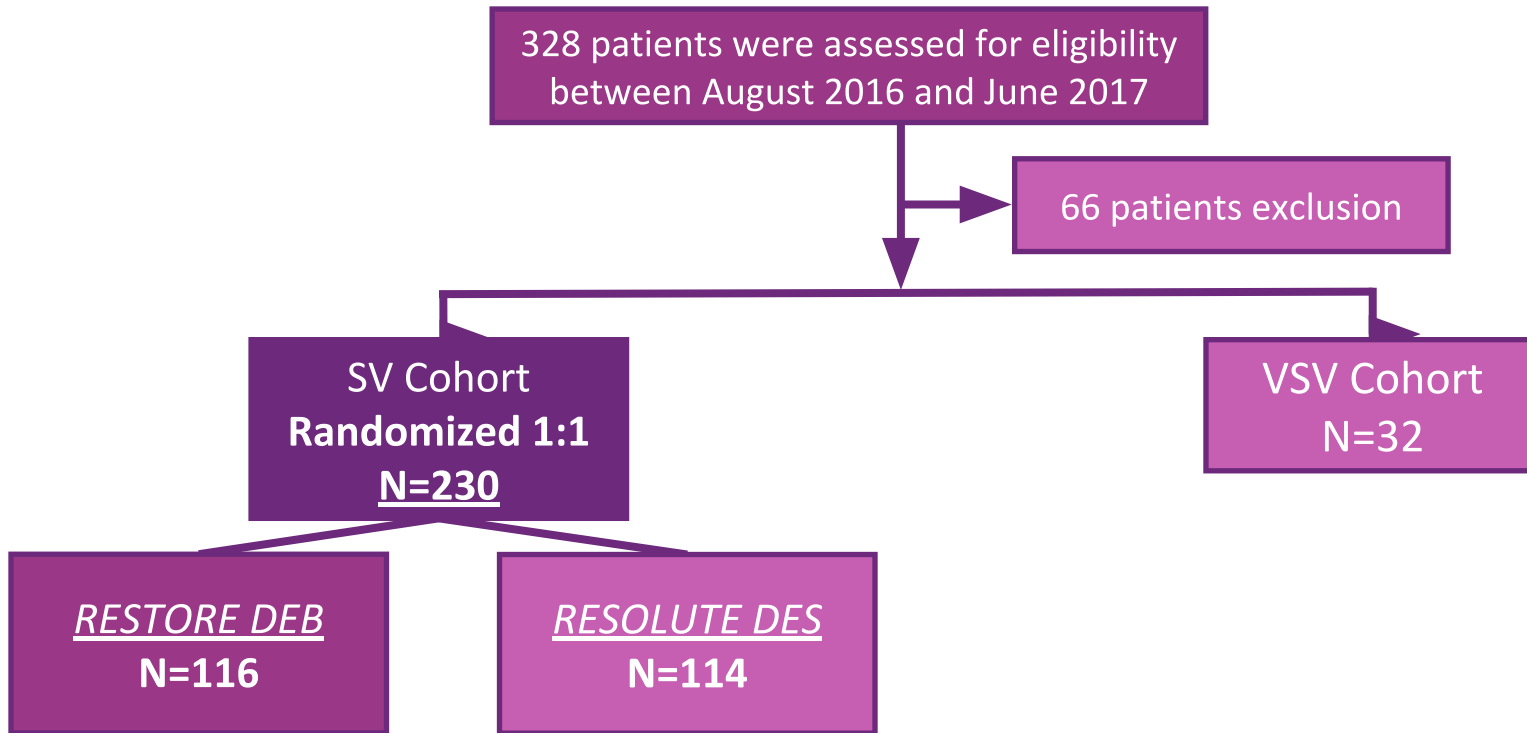 328 patients were assessed for eligibility
between August 2016 and June 2017
66 patients exclusion
SV Cohort
Randomized 1:1
N=230
VSV Cohort
N=32
RESTORE DEB
N=116
RESOLUTE DES
N=114